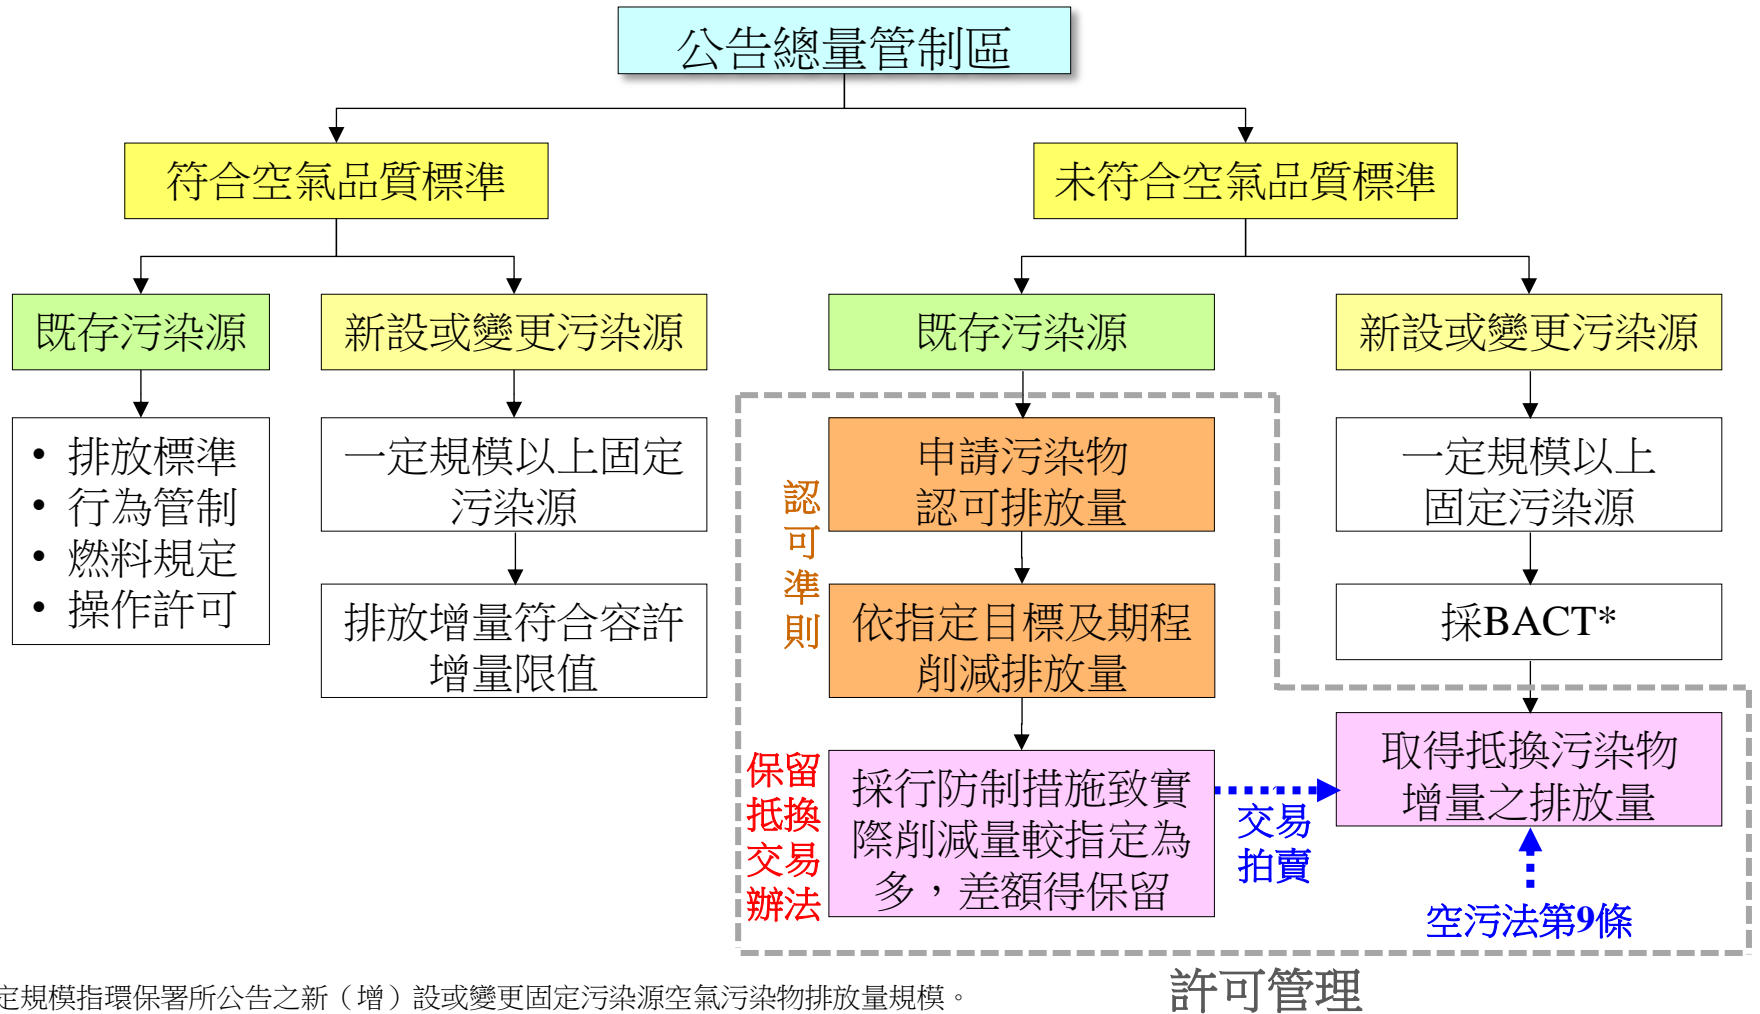 公告總量管制區
符合空氣品質標準
未符合空氣品質標準
既存污染源
新設或變更污染源
既存污染源
新設或變更污染源
• 排放標準
• 行為管制
• 燃料規定
• 操作許可
一定規模以上固定
污染源
排放增量符合容許
增量限值
認
可
準
則
申請污染物
認可排放量
依指定目標及期程
削減排放量
保留
抵換
交易
辦法
採行防制措施致實
際削減量較指定為
多，差額得保留
交易
拍賣
一定規模以上
固定污染源
採BACT*
取得抵換污染物
增量之排放量
空污法第9條
許可管理
定規模指環保署所公告之新（增）設或變更固定污染源空氣污染物排放量規模。